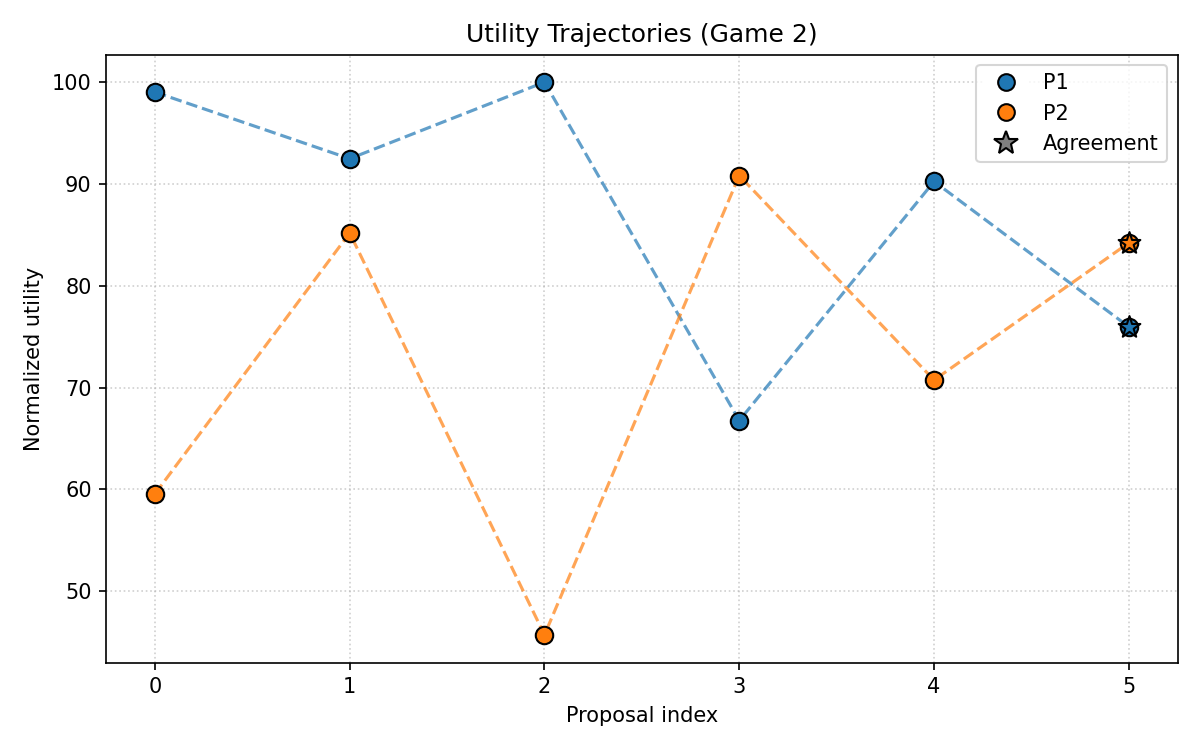 Utility Trajectories (Game 2)
P1
P2
Agreement
Normalized utility
100
90
80
70
60
50
0 1 2 3 4 5
Proposal index